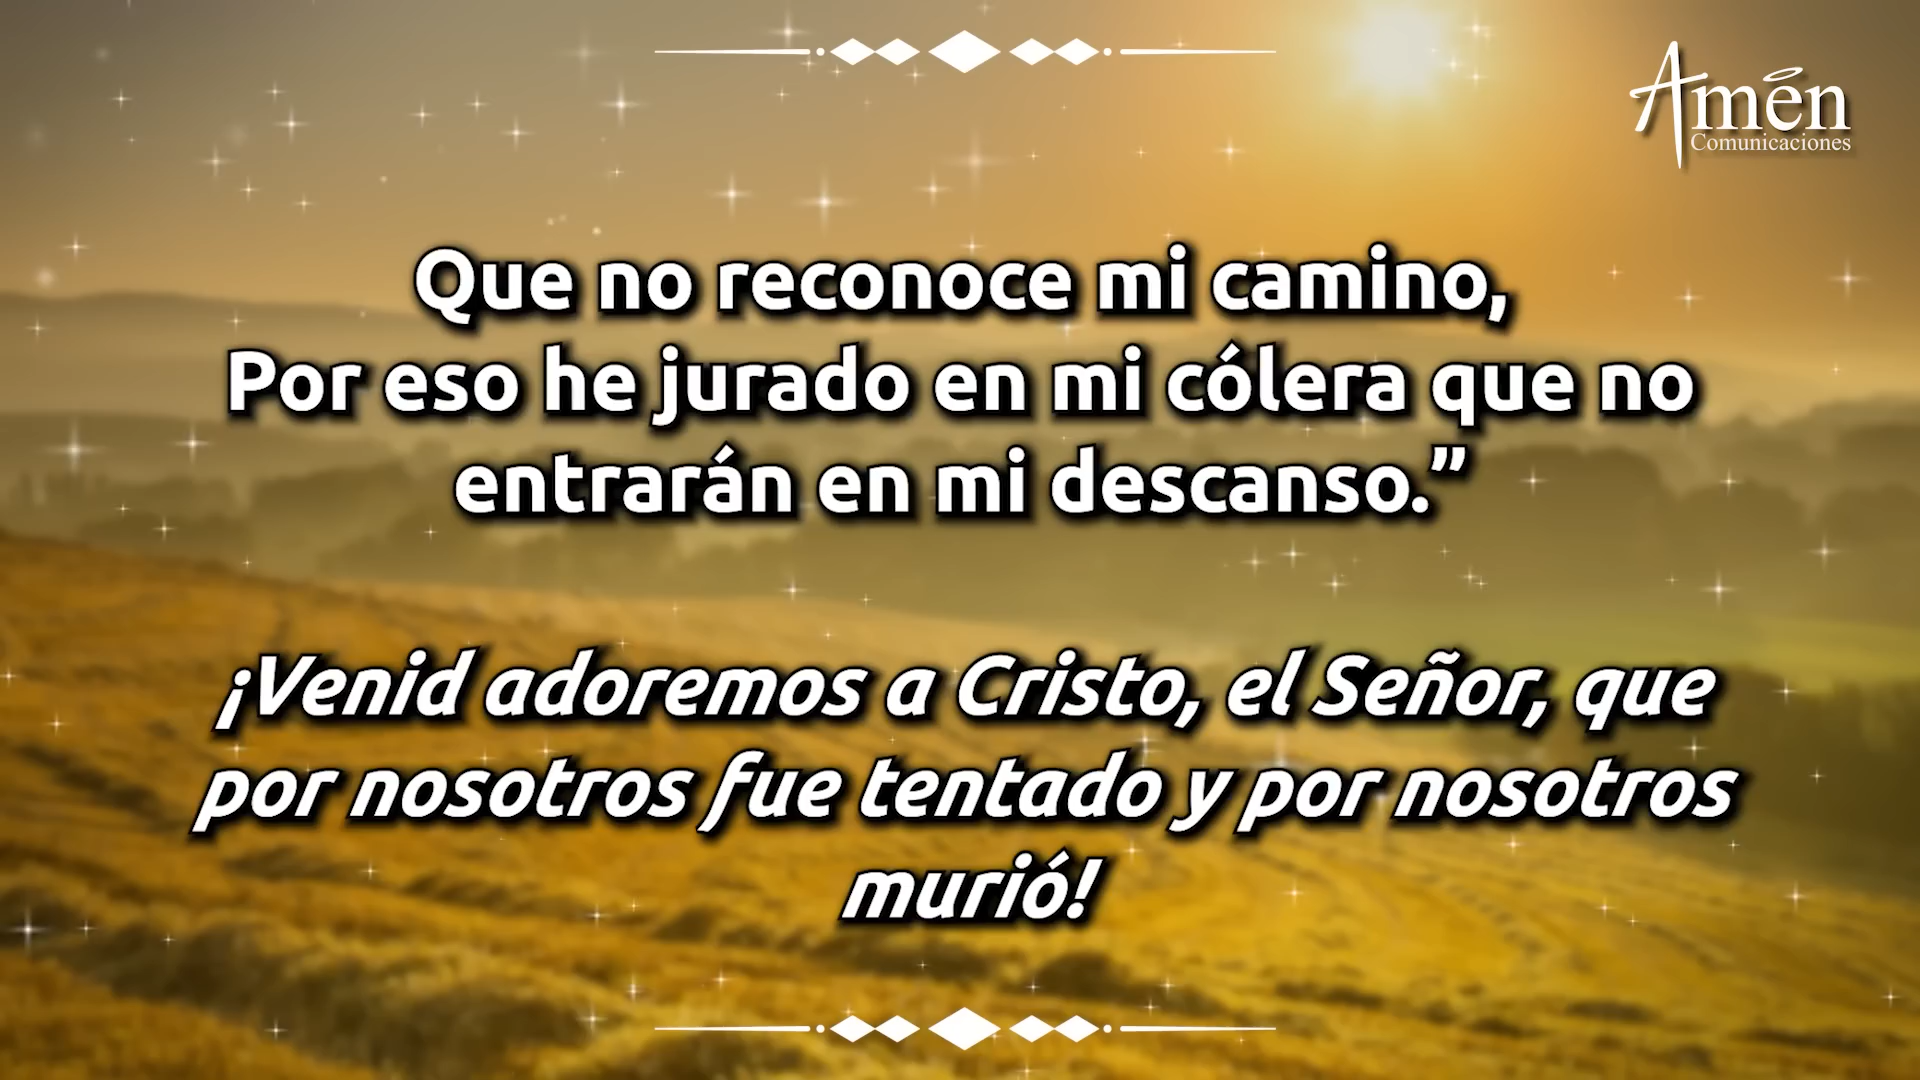 Amén
Comunicaciones
Que no reconoce mi camino,
Por eso he jurado en mi cólera que no
entrarán en mi descanso.”
¡Venid adoremos a Cristo, el Señor, que
por nosotros fue tentado y por nosotros
murió!